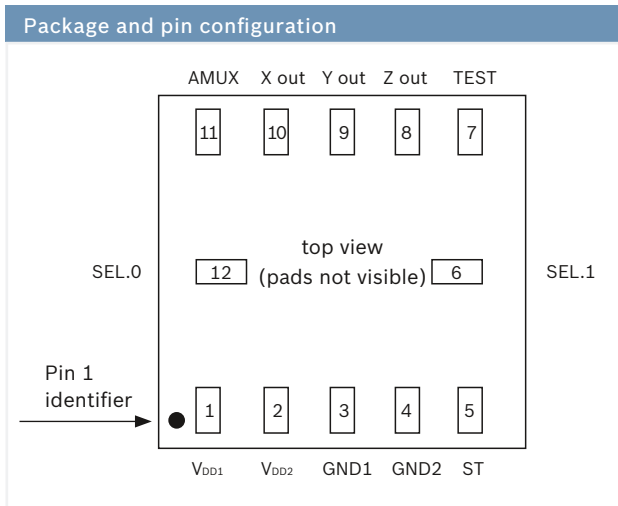 Package and pin configuration
AMUX X out Y out Z out TEST
11 10 9 8 7
top view
SEL.0 12 (pads not visible) 6 SEL.1
Pin 1
identifier
1 2 3 4 5
VDD1 VDD2 GND1 GND2 ST